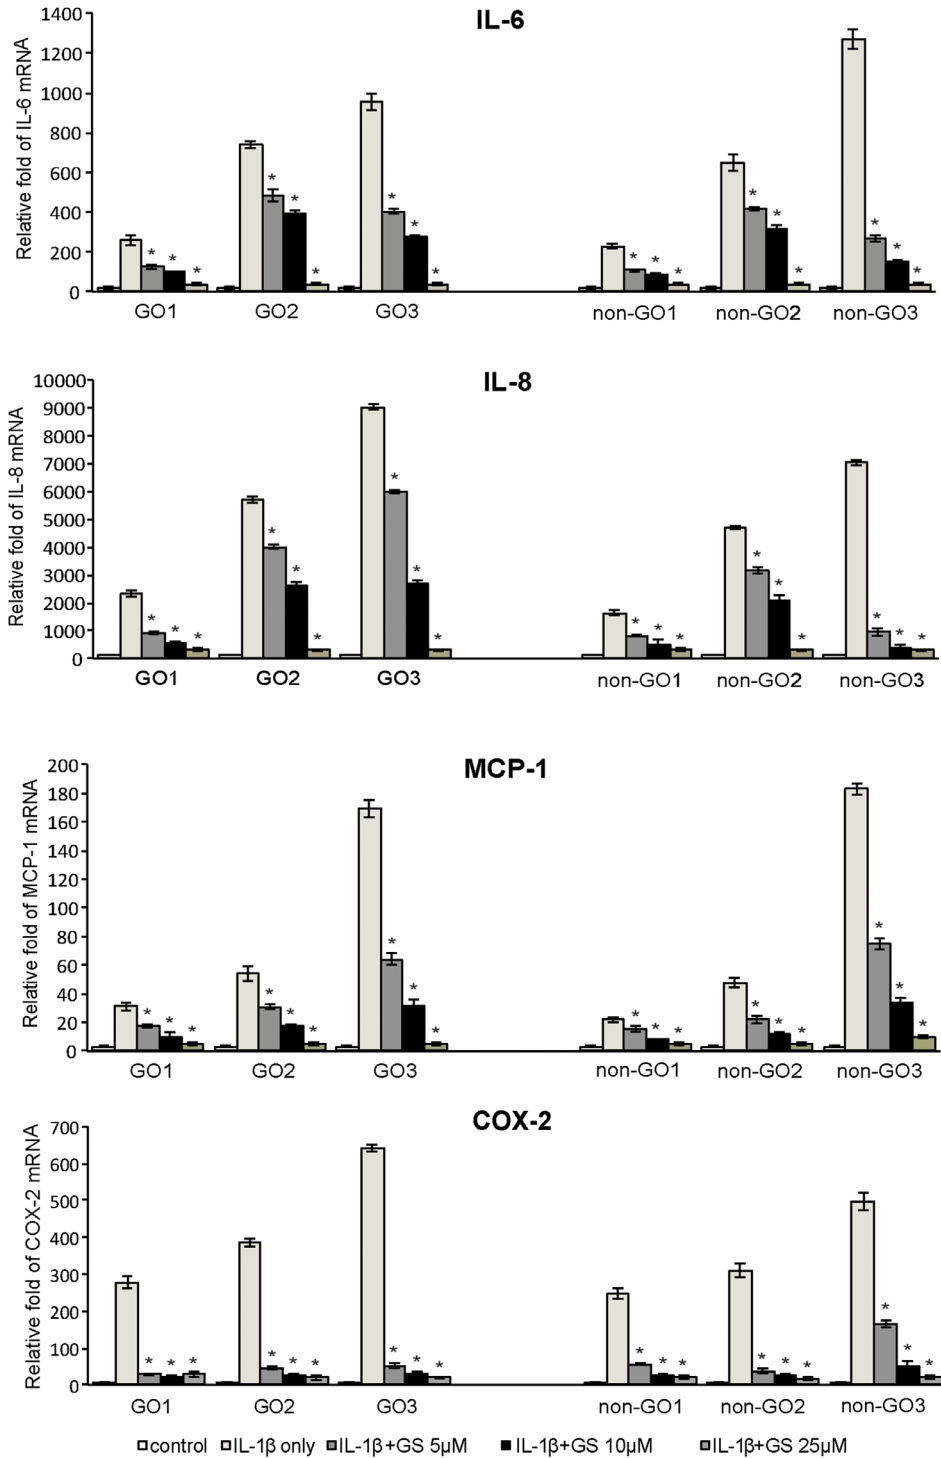 IL-6
Relative fold of IL-6 mRNA
1400
1200
1000
800
600
400
200
0
* * * * * * * * * * * * * * * * * *
GO1 GO2 GO3 non-GO1 non-GO2 non-GO3
IL-8
Relative fold of IL-8 mRNA
10000
9000
8000
7000
6000
5000
4000
3000
2000
1000
0
* * * * * * * * * * * * * * * * * *
GO1 GO2 GO3 non-GO1 non-GO2 non-GO3
MCP-1
Relative fold of MCP-1 mRNA
200
180
160
140
120
100
80
60
40
20
0
* * * * * * * * * * * * * * * * * *
GO1 GO2 GO3 non-GO1 non-GO2 non-GO3
COX-2
Relative fold of COX-2 mRNA
700
600
500
400
300
200
100
0
* * * * * * * * * * * * * * * * * *
GO1 GO2 GO3 non-GO1 non-GO2 non-GO3
control IL-1β only IL-1β+GS 5μM IL-1β+GS 10μM IL-1β+GS 25μM